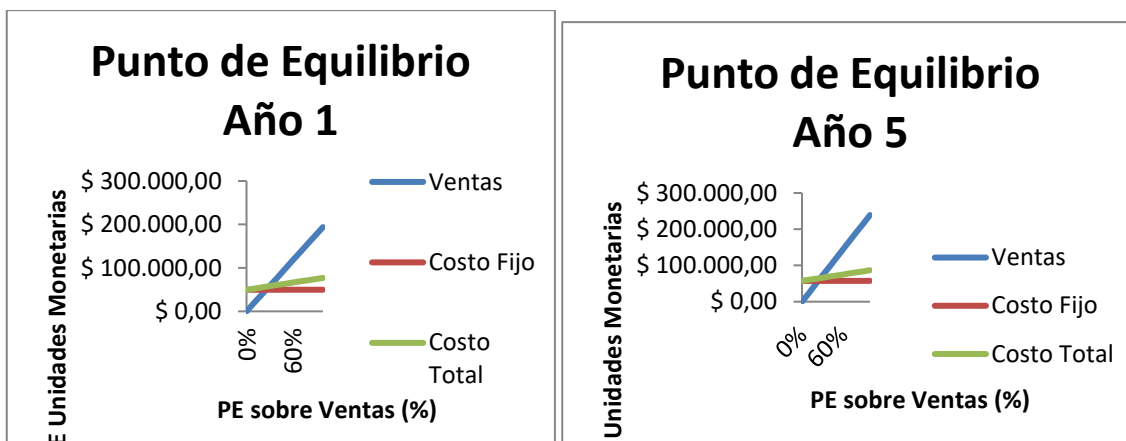 Punto de Equilibrio
Año 1
E Unidades Monetarias
$ 300.000,00
$ 200.000,00
$ 100.000,00
$ 0,00
0%
60%
PE sobre Ventas (%)
Ventas
Costo Fijo
Costo
Total
Punto de Equilibrio
Año 5
Unidades Monetarias
$ 300.000,00
$ 200.000,00
$ 100.000,00
$ 0,00
0%
60%
PE sobre Ventas (%)
Ventas
Costo Fijo
Costo Total